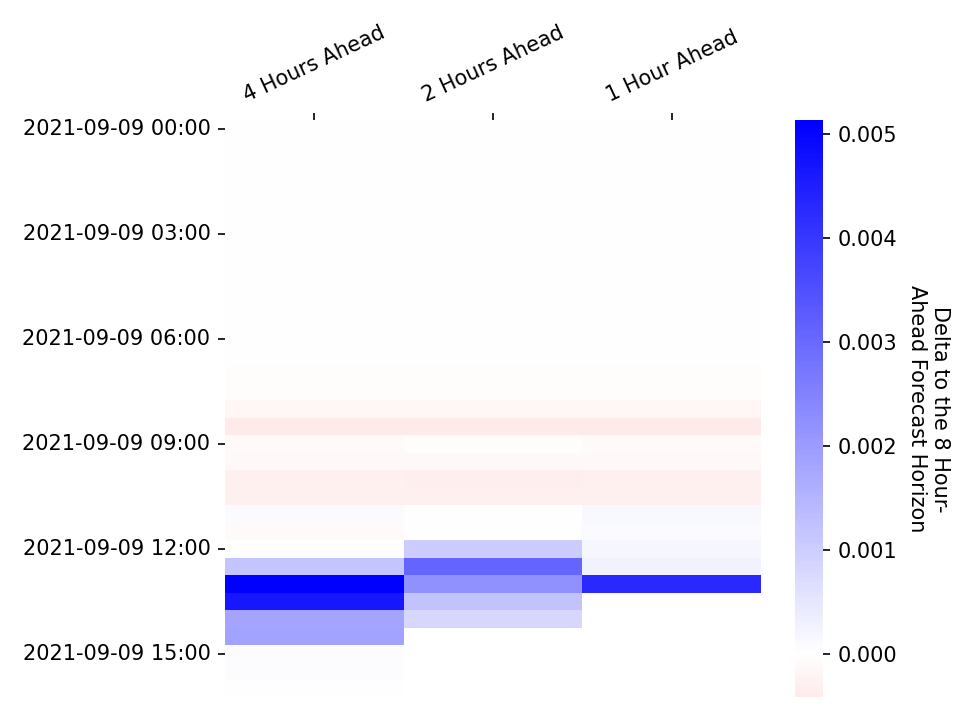 4 Hours Ahead
2 Hours Ahead
1 Hour Ahead
2021-09-09 00:00
2021-09-09 03:00
2021-09-09 06:00
2021-09-09 09:00
2021-09-09 12:00
2021-09-09 15:00
0.005
0.004
0.003
0.002
0.001
0.000
Delta to the 8 Hour-
Ahead Forecast Horizon